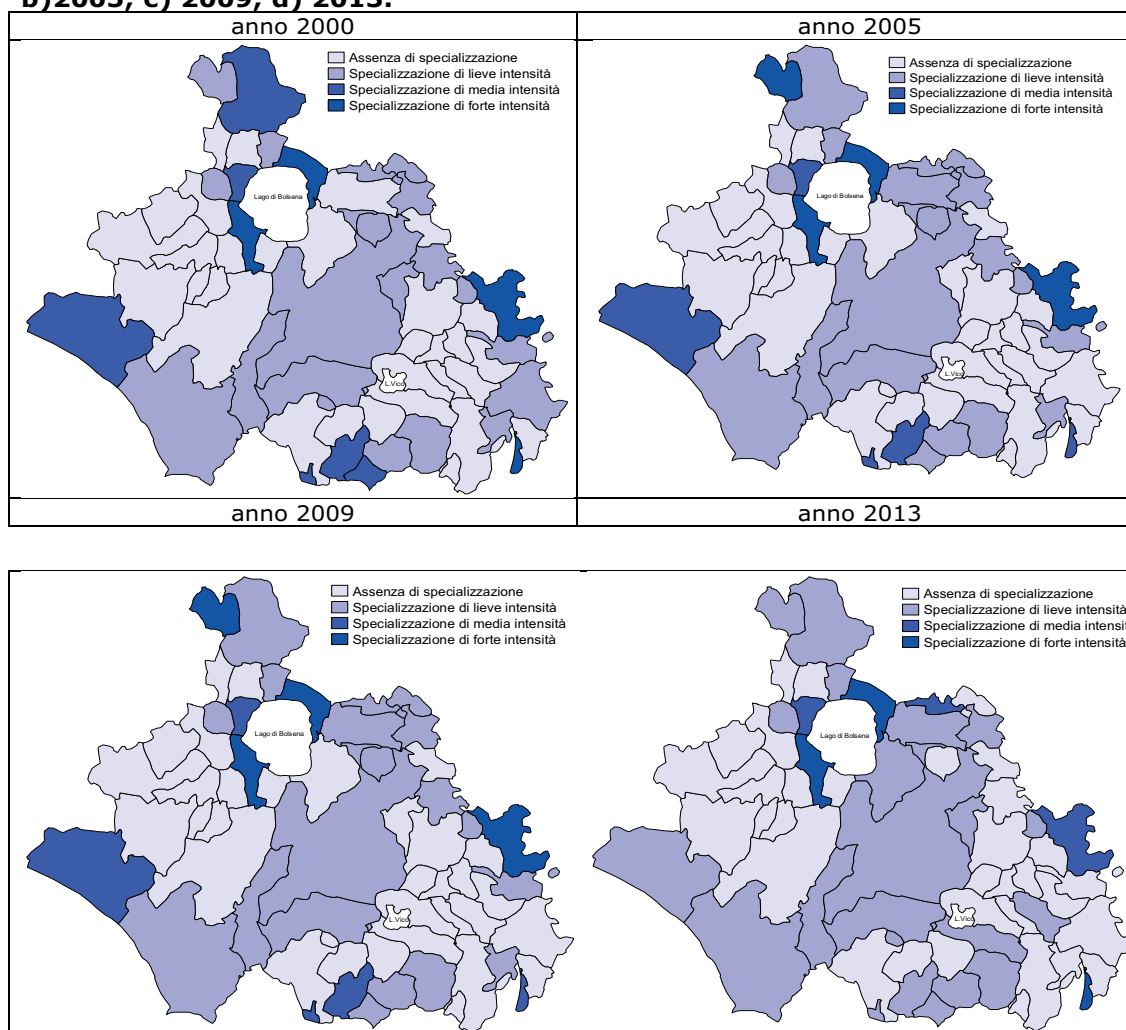 b)2005; c) 2009; d) 2013.
anno 2000
anno 2005
Assenza di specializzazione
Specializzazione di lieve intensità
Specializzazione di media intensità
Specializzazione di forte intensità
Lago di Bolsena
L.Vico
Assenza di specializzazione
Specializzazione di lieve intensità
Specializzazione di media intensità
Specializzazione di forte intensità
Lago di Bolsena
L.Vico
anno 2009
anno 2013
Assenza di specializzazione
Specializzazione di lieve intensità
Specializzazione di media intensità
Specializzazione di forte intensità
Lago di Bolsena
L.Vico
Assenza di specializzazione
Specializzazione di lieve intensità
Specializzazione di media intensit
Specializzazione di forte intensità
Lago di Bolsena
L.Vico